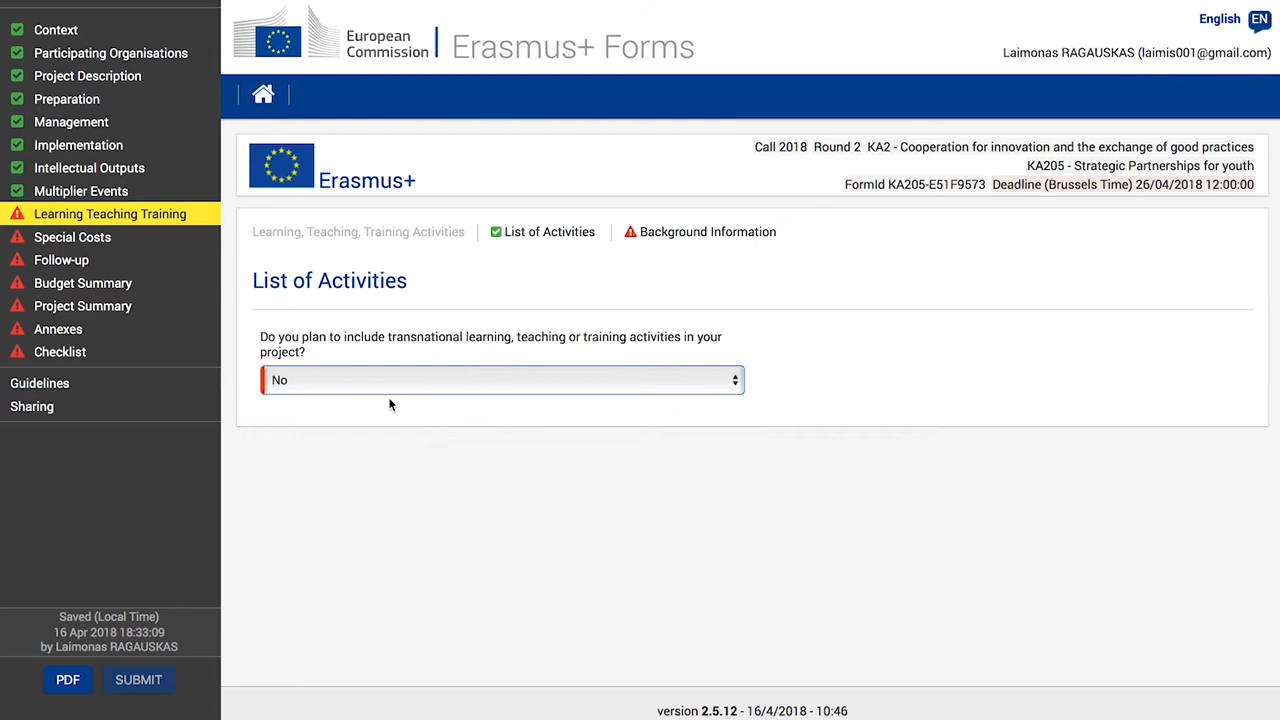 Context
Participating Organisations
Project Description
Preparation
Management
Implementation
Intellectual Outputs
Multiplier Events
Learning Teaching Training
Special Costs
Follow-up
Budget Summary
Project Summary
Annexes
Checklist
Guidelines
Sharing
Saved (Local Time)
16 Apr 2018 18:33:09
by Laimonas RAGAUSKAS
PDF
SUBMIT
European
Commission
Erasmus+ Forms
English EN
Laimonas RAGAUSKAS (laimis001@gmail.com)
Erasmus+
Call 2018 Round 2 KA2 - Cooperation for innovation and the exchange of good practices
KA205 - Strategic Partnerships for youth
FormId KA205-E51F9573 Deadline (Brussels Time) 26/04/2018 12:00:00
Learning, Teaching, Training Activities
List of Activities
Background Information
List of Activities
Do you plan to include transnational learning, teaching or training activities in your
project?
No
version 2.5.12 - 16/4/2018 - 10:46